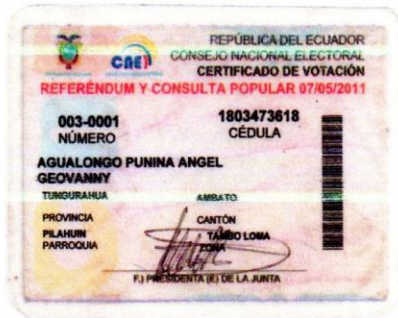 REPÚBLICA DEL ECUADOR
CNE
CONSEJO NACIONAL ELECTORAL
CERTIFICADO DE VOTACIÓN
REFERÉNDUM Y CONSULTA POPULAR 07/05/2011
003-0001 1803473618
NÚMERO CÉDULA
AGUALONGO PUNINA ANGEL
GEOVANNY
TUNGURAHUA AMBATO
PROVINCIA CANTÓN
PILAHUIN TAMBO LOMA
PARROQUIA ZONA
F.) PRESIDENTA (E) DE LA JUNTA